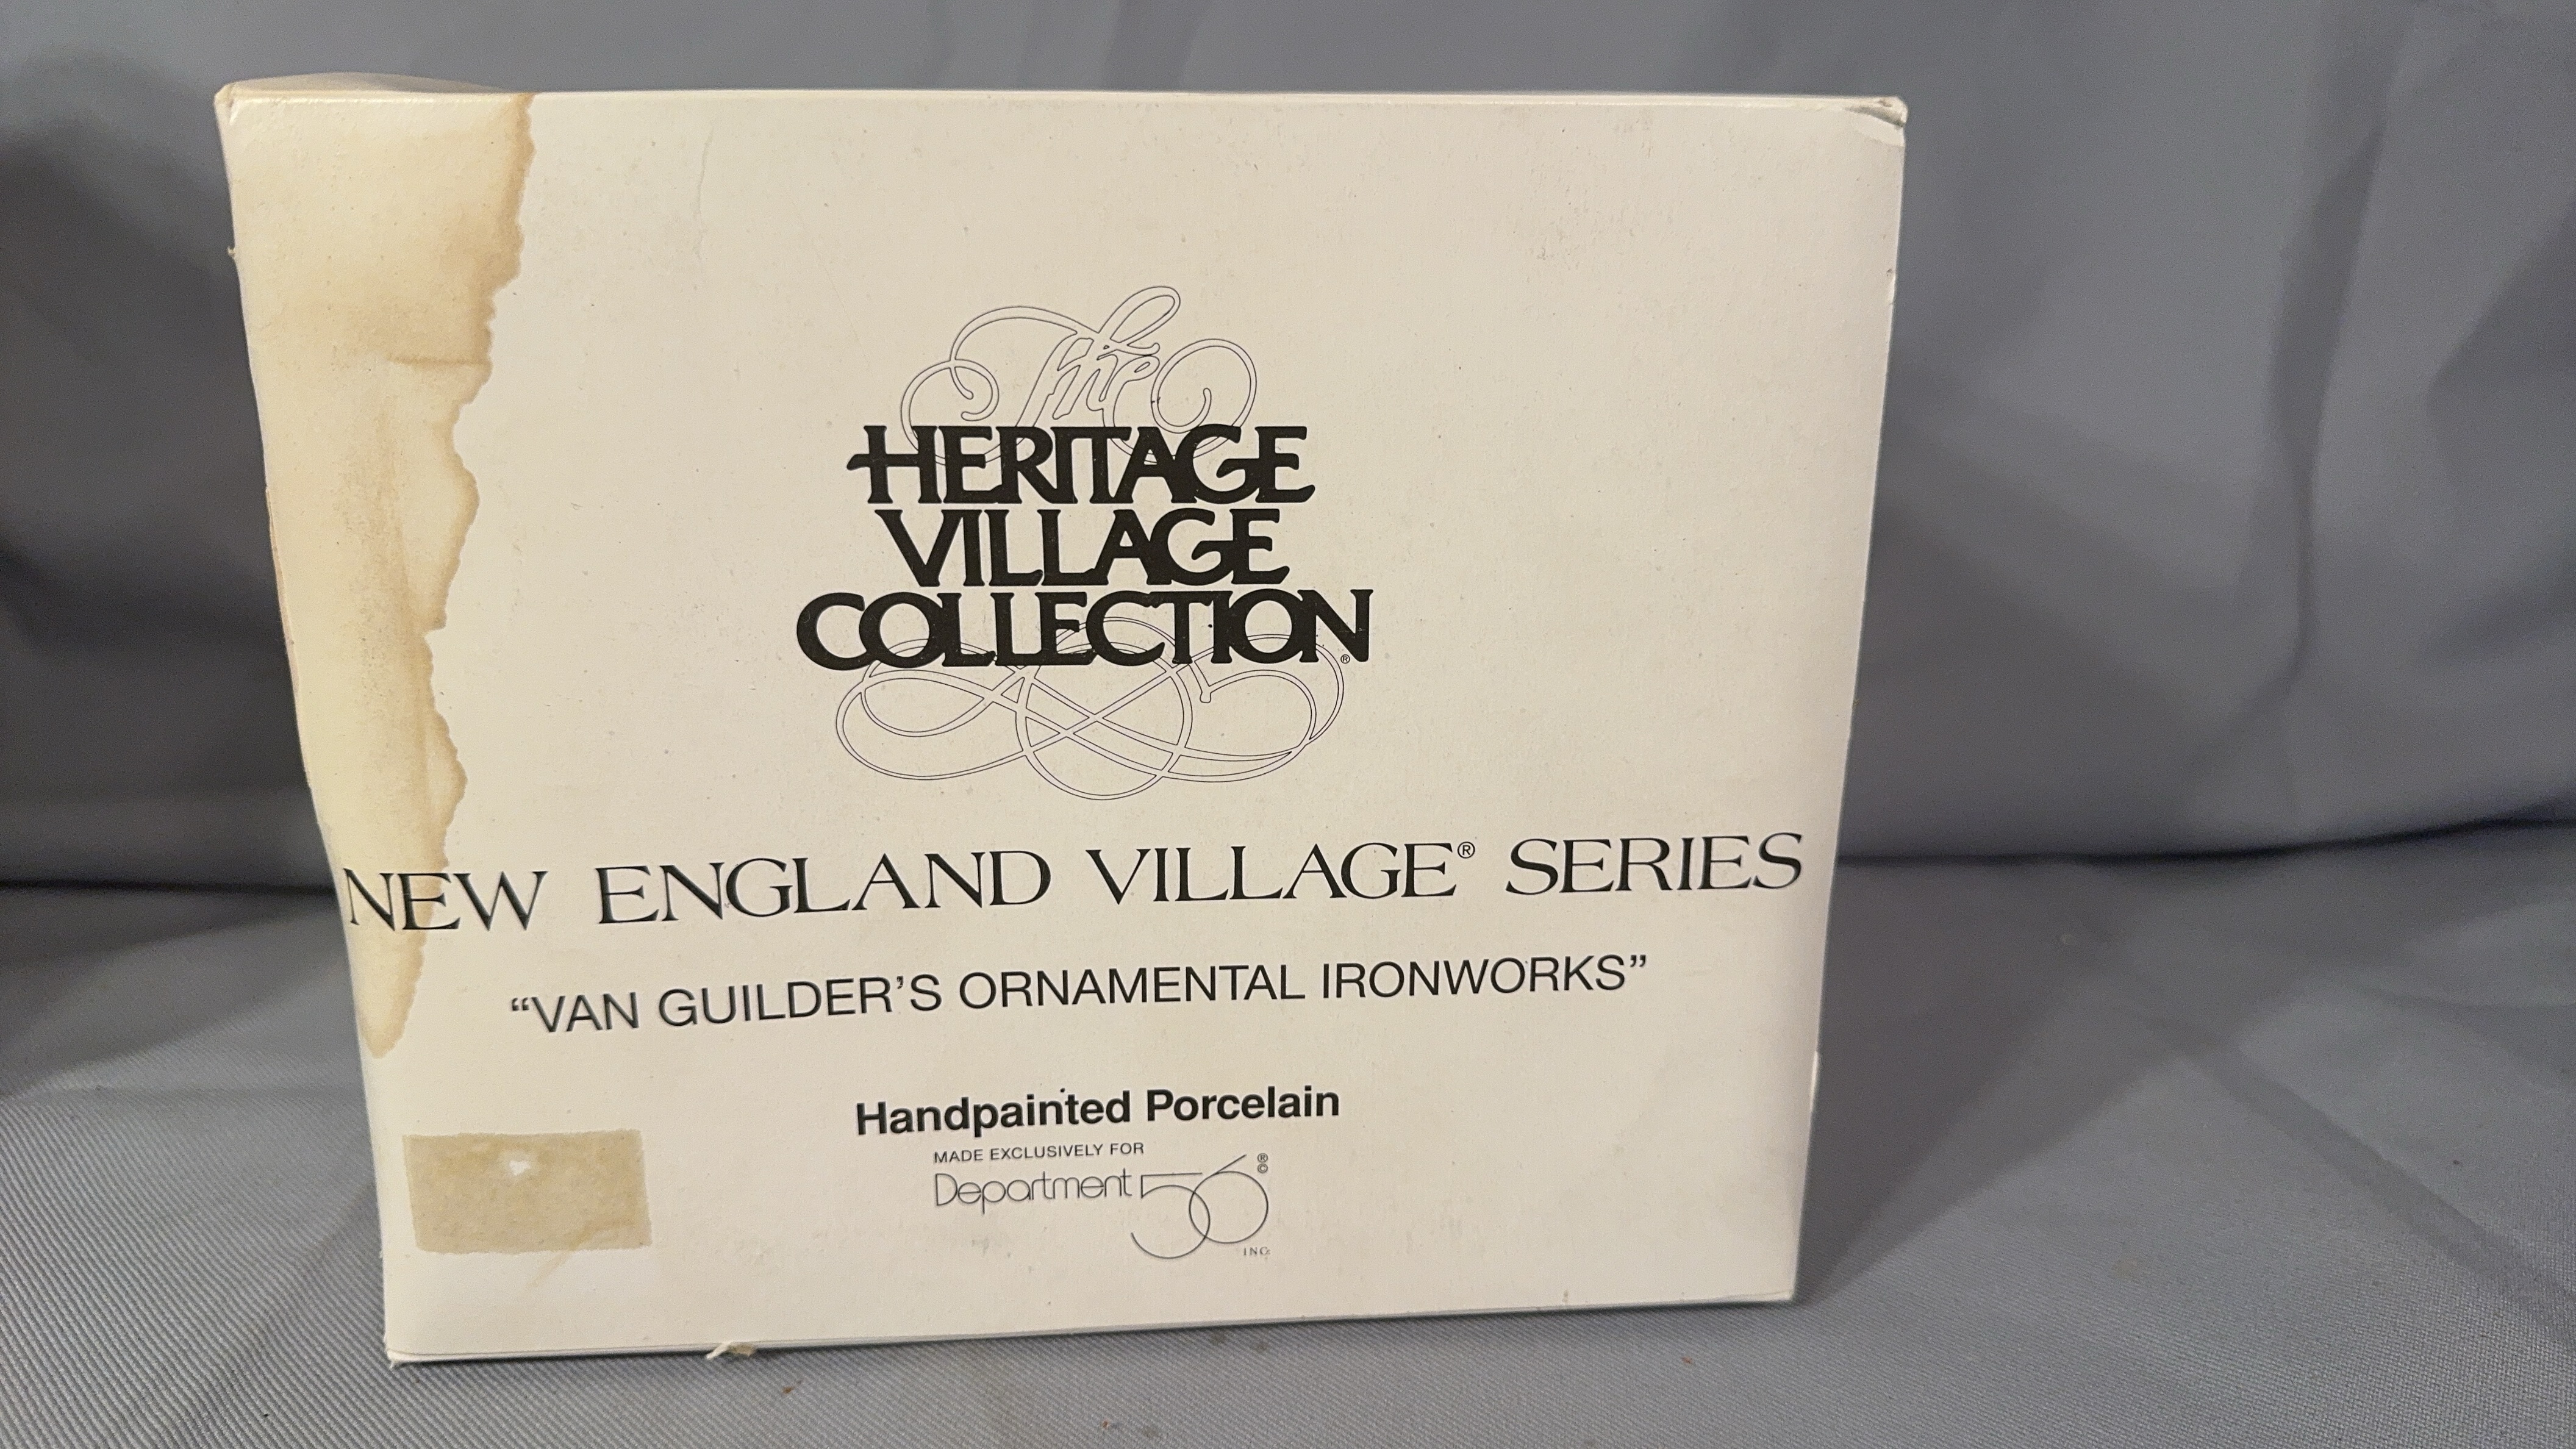 The
HERITAGE
VILLAGE
COLLECTION®
NEW ENGLAND VILLAGE® SERIES
“VAN GUILDER’S ORNAMENTAL IRONWORKS”
Handpainted Porcelain
MADE EXCLUSIVELY FOR
Department 56 ®©
INC.